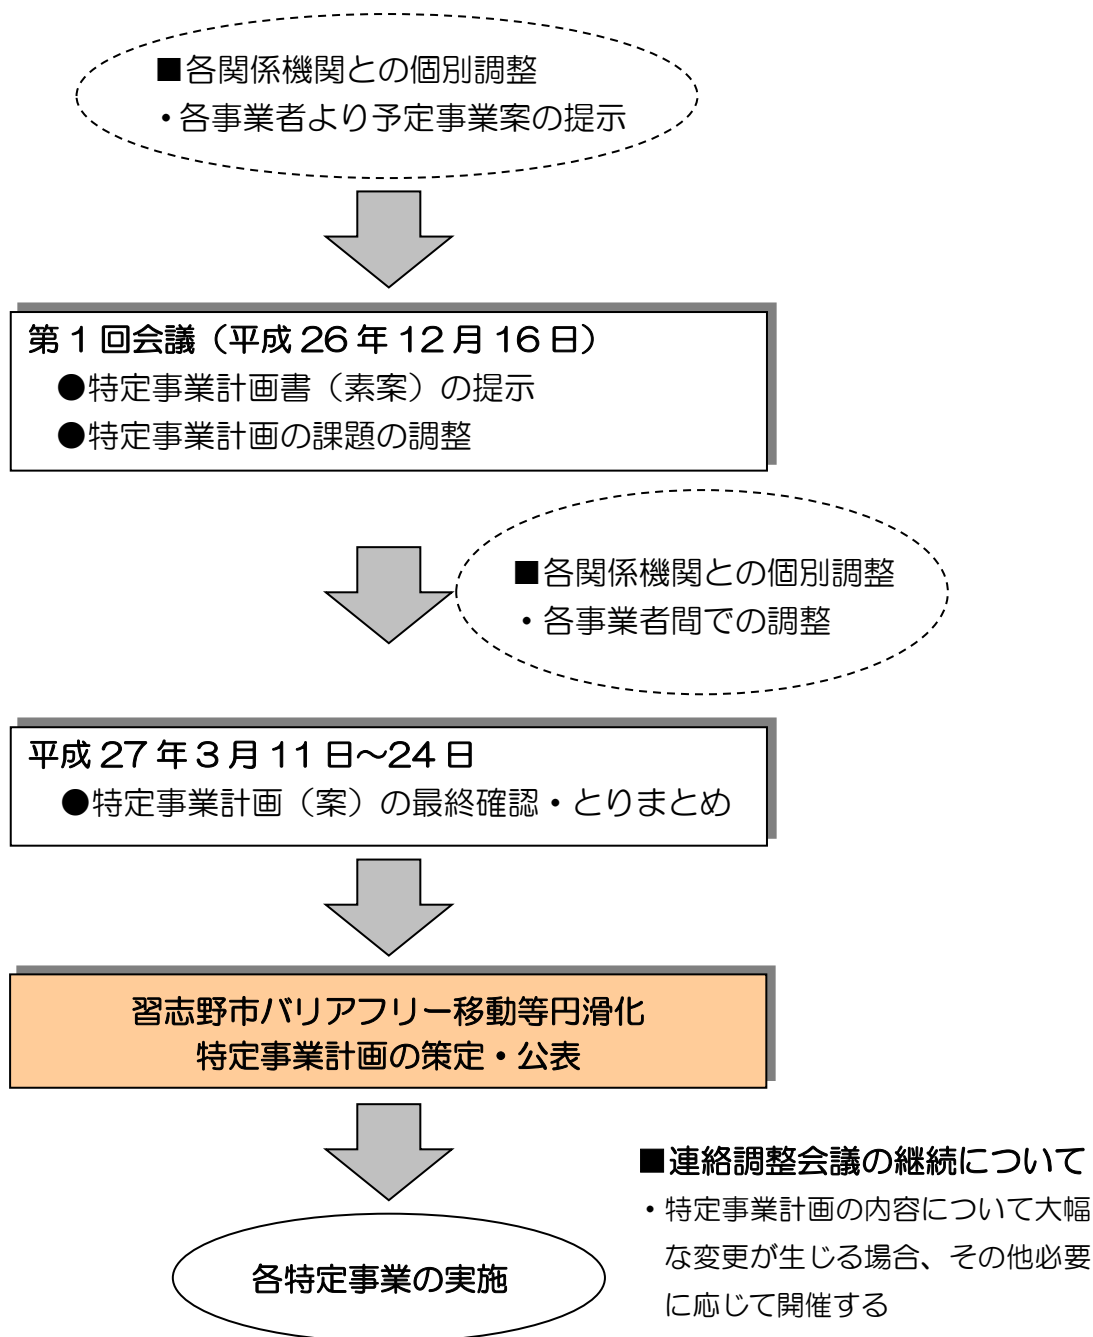 ■各関係機関との個別調整
・各事業者より予定事業案の提示
第1回会議（平成26年12月16日）
●特定事業計画書（素案）の提示
●特定事業計画の課題の調整
■各関係機関との個別調整
・各事業者間での調整
平成27年3月11日～24日
●特定事業計画（案）の最終確認・とりまとめ
習志野市バリアフリー移動等円滑化
特定事業計画の策定・公表
■連絡調整会議の継続について
・特定事業計画の内容について大幅
な変更が生じる場合、その他必要
に応じて開催する
各特定事業の実施